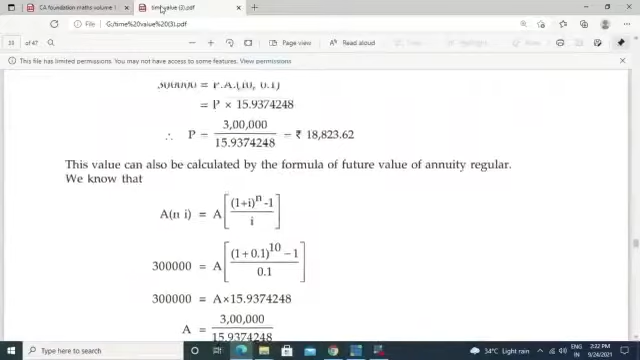 CA foundation maths volume 1
time value (3).pdf
File G:/time%20value%20(3).pdf
of 47
Page view
Read aloud
This file has limited permissions. You may not have access to some features. View permissions
300000 = P.A.(10, 0.1)
= P × 15.9374248
∴ P = 3,00,000 / 15.9374248 = ₹ 18,823.62
This value can also be calculated by the formula of future value of annuity regular.
We know that
A(n i) = A[(1+i)^n -1 / i]
300000 = A[(1+0.1)^10 − 1 / 0.1]
300000 = A×15.9374248
A = 3,00,000 / 15.9374248
34°C Light rain
ENG
IN
2:22 PM
9/24/2021